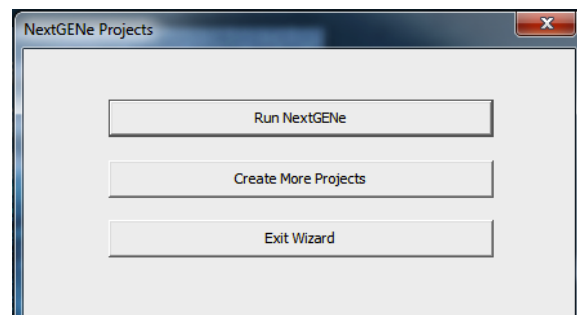 NextGENe Projects
Run NextGENe
Create More Projects
Exit Wizard